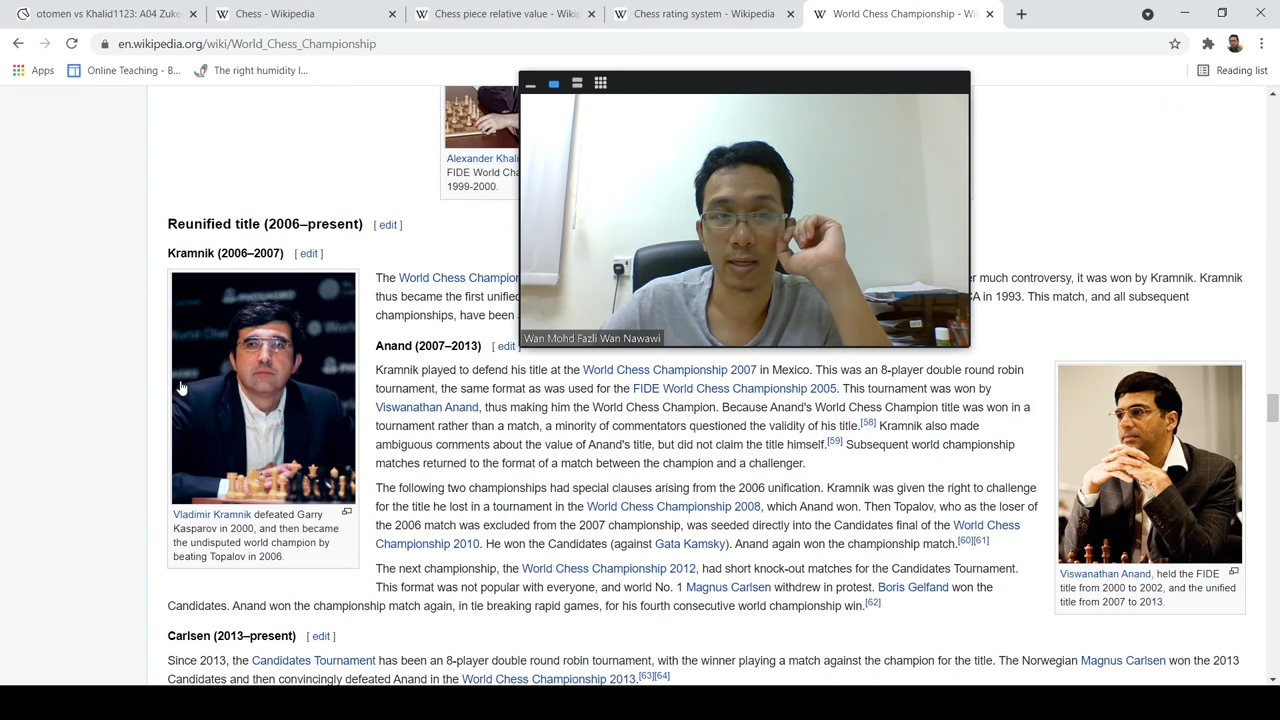 otomen vs Khalid1123: A04 Zuke
Chess - Wikipedia
Chess piece relative value - Wikip
Chess rating system - Wikipedia
World Chess Championship - Wi
en.wikipedia.org/wiki/World_Chess_Championship
Apps
Online Teaching - B...
The right humidity l...
Reading list
Alexander Khali
FIDE World Cha
1999-2000.
Reunified title (2006–present) [ edit ]
Kramnik (2006–2007) [ edit ]
The World Chess Champion
r much controversy, it was won by Kramnik. Kramnik
thus became the first unifie
CA in 1993. This match, and all subsequent
championships, have been a
Wan Mohd Fazli Wan Nawawi
Anand (2007–2013) [ edit
Kramnik played to defend his title at the World Chess Championship 2007 in Mexico. This was an 8-player double round robin
tournament, the same format as was used for the FIDE World Chess Championship 2005. This tournament was won by
Viswanathan Anand, thus making him the World Chess Champion. Because Anand's World Chess Champion title was won in a
tournament rather than a match, a minority of commentators questioned the validity of his title.[58] Kramnik also made
ambiguous comments about the value of Anand's title, but did not claim the title himself.[59] Subsequent world championship
matches returned to the format of a match between the champion and a challenger.
The following two championships had special clauses arising from the 2006 unification. Kramnik was given the right to challenge
for the title he lost in a tournament in the World Chess Championship 2008, which Anand won. Then Topalov, who as the loser of
the 2006 match was excluded from the 2007 championship, was seeded directly into the Candidates final of the World Chess
Championship 2010. He won the Candidates (against Gata Kamsky). Anand again won the championship match.[60][61]
The next championship, the World Chess Championship 2012, had short knock-out matches for the Candidates Tournament.
This format was not popular with everyone, and world No. 1 Magnus Carlsen withdrew in protest. Boris Gelfand won the
Candidates. Anand won the championship match again, in tie breaking rapid games, for his fourth consecutive world championship win.[62]
Vladimir Kramnik defeated Garry
Kasparov in 2000, and then became
the undisputed world champion by
beating Topalov in 2006.
Viswanathan Anand, held the FIDE
title from 2000 to 2002, and the unified
title from 2007 to 2013.
Carlsen (2013–present) [ edit ]
Since 2013, the Candidates Tournament has been an 8-player double round robin tournament, with the winner playing a match against the champion for the title. The Norwegian Magnus Carlsen won the 2013
Candidates and then convincingly defeated Anand in the World Chess Championship 2013.[63][64]